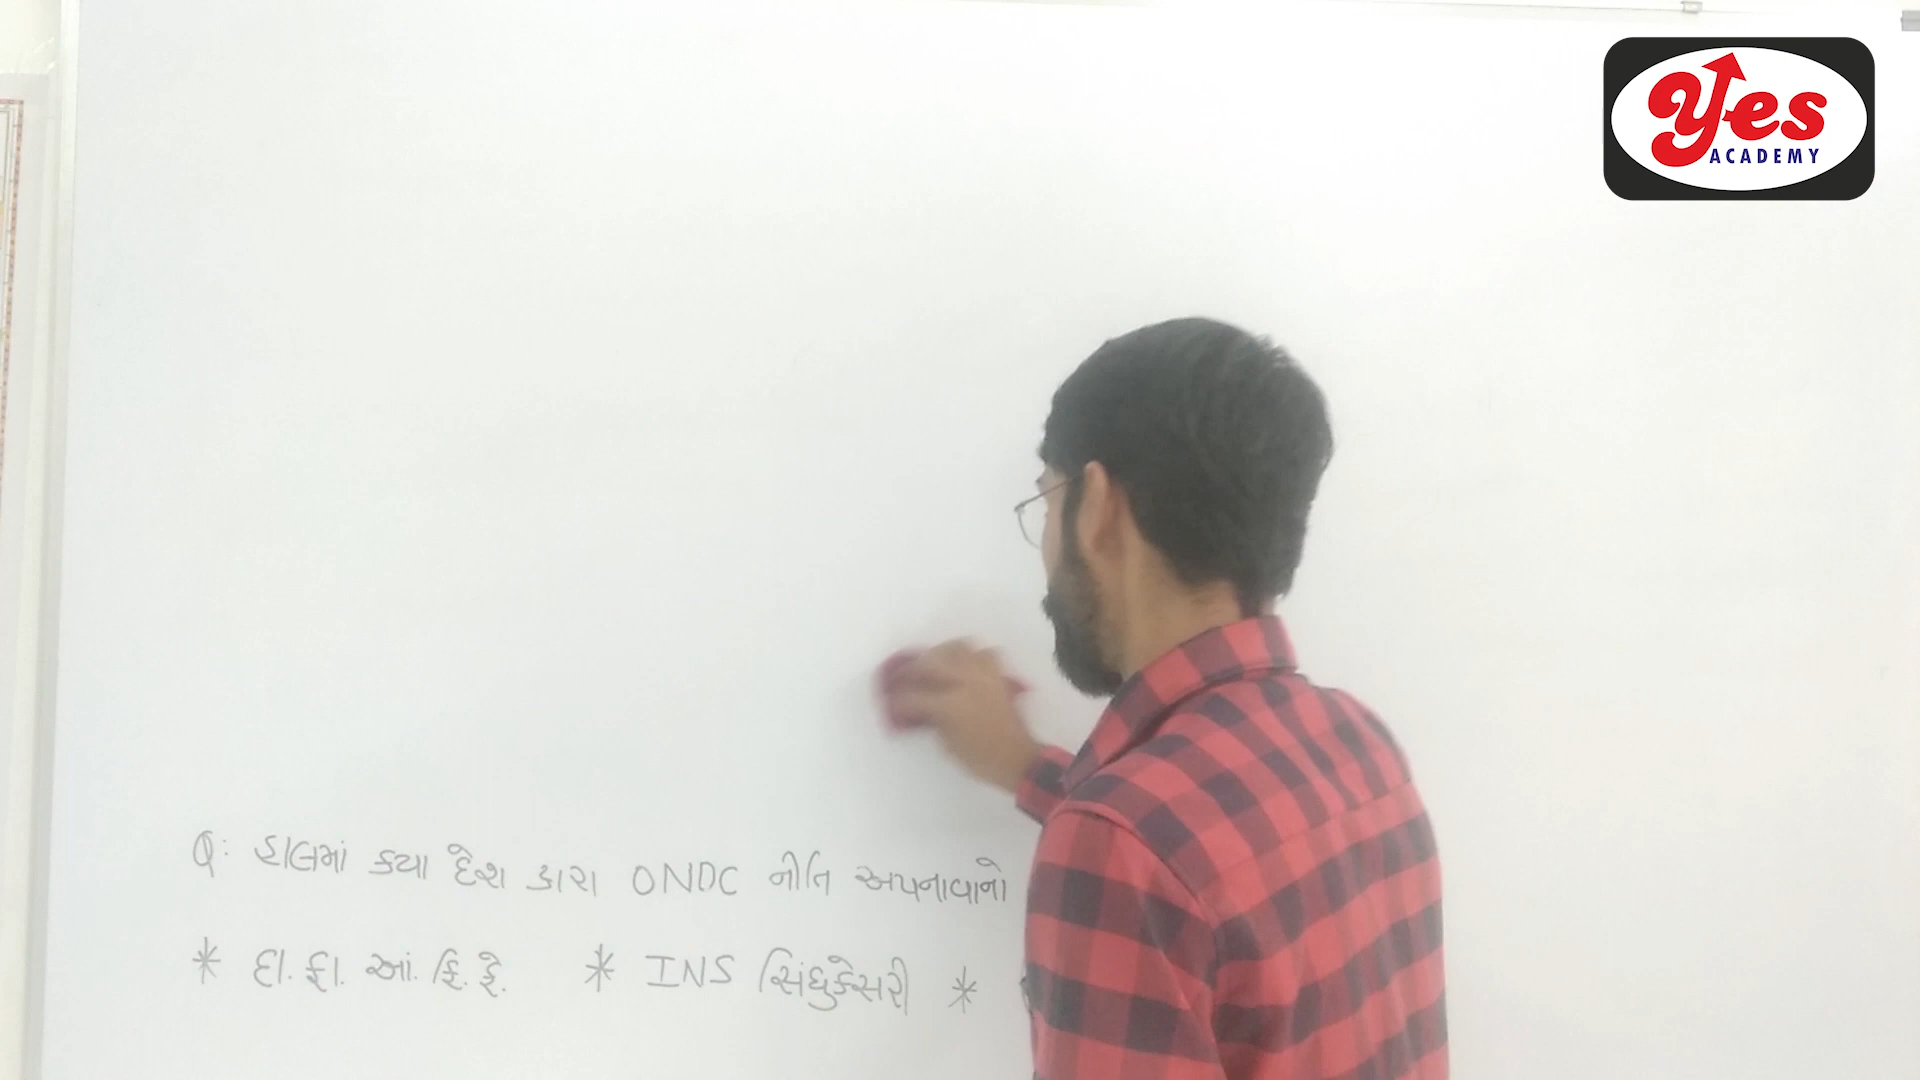 Yes
ACADEMY
Q: હાલમાં કયા દેશ દ્વારા ONDC નીતિ અપનાવાનો
* દા. ફા. આં. ફિ. ફે. * INS સિંધુકેસરી *